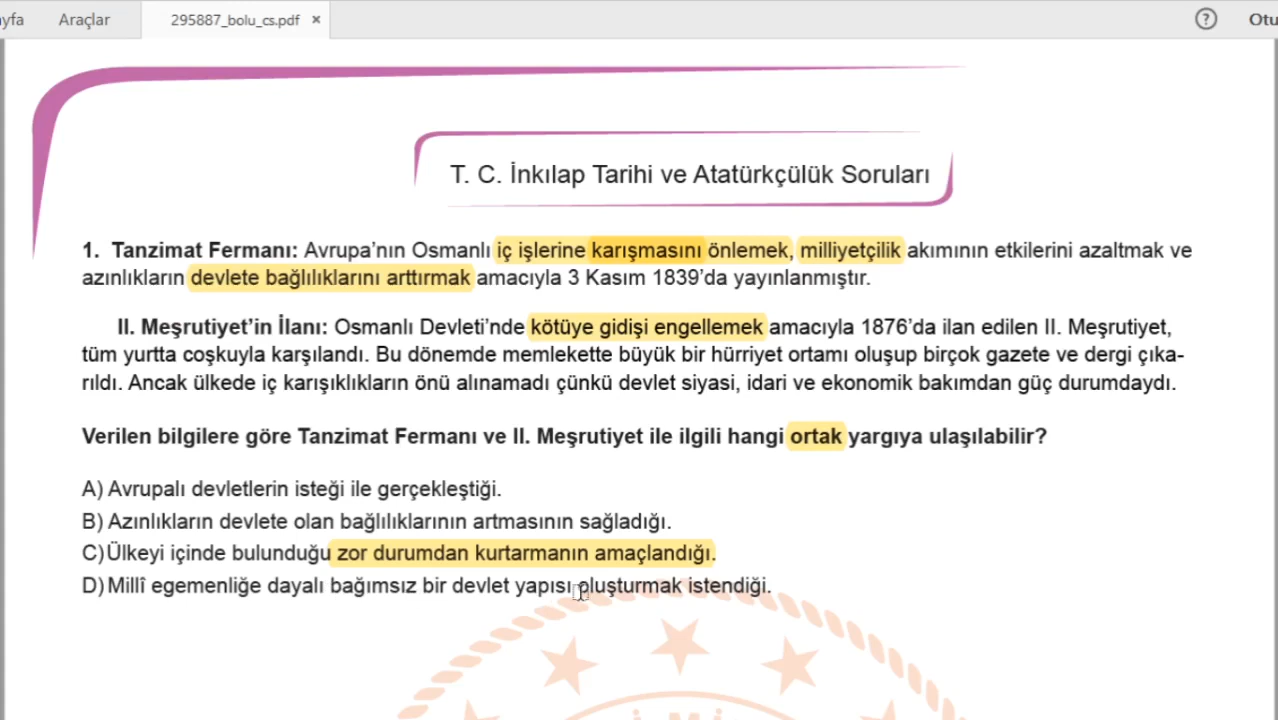 yfa Araçlar 295887_bolu_cs.pdf × ? Otu
T. C. İnkılap Tarihi ve Atatürkçülük Soruları
1. Tanzimat Fermanı: Avrupa’nın Osmanlı iç işlerine karışmasını önlemek, milliyetçilik akımının etkilerini azaltmak ve
azınlıkların devlete bağlılıklarını arttırmak amacıyla 3 Kasım 1839’da yayınlanmıştır.
II. Meşrutiyet’in İlanı: Osmanlı Devleti’nde kötüye gidişi engellemek amacıyla 1876’da ilan edilen II. Meşrutiyet,
tüm yurtta coşkuyla karşılandı. Bu dönemde memlekette büyük bir hürriyet ortamı oluşup birçok gazete ve dergi çıka-
rıldı. Ancak ülkede iç karışıklıkların önü alınamadı çünkü devlet siyasi, idari ve ekonomik bakımdan güç durumdaydı.
Verilen bilgilere göre Tanzimat Fermanı ve II. Meşrutiyet ile ilgili hangi ortak yargıya ulaşılabilir?
A) Avrupalı devletlerin isteği ile gerçekleştiği.
B) Azınlıkların devlete olan bağlılıklarının artmasının sağladığı.
C) Ülkeyi içinde bulunduğu zor durumdan kurtarmanın amaçlandığı.
D) Millî egemenliğe dayalı bağımsız bir devlet yapısı oluşturmak istendiği.